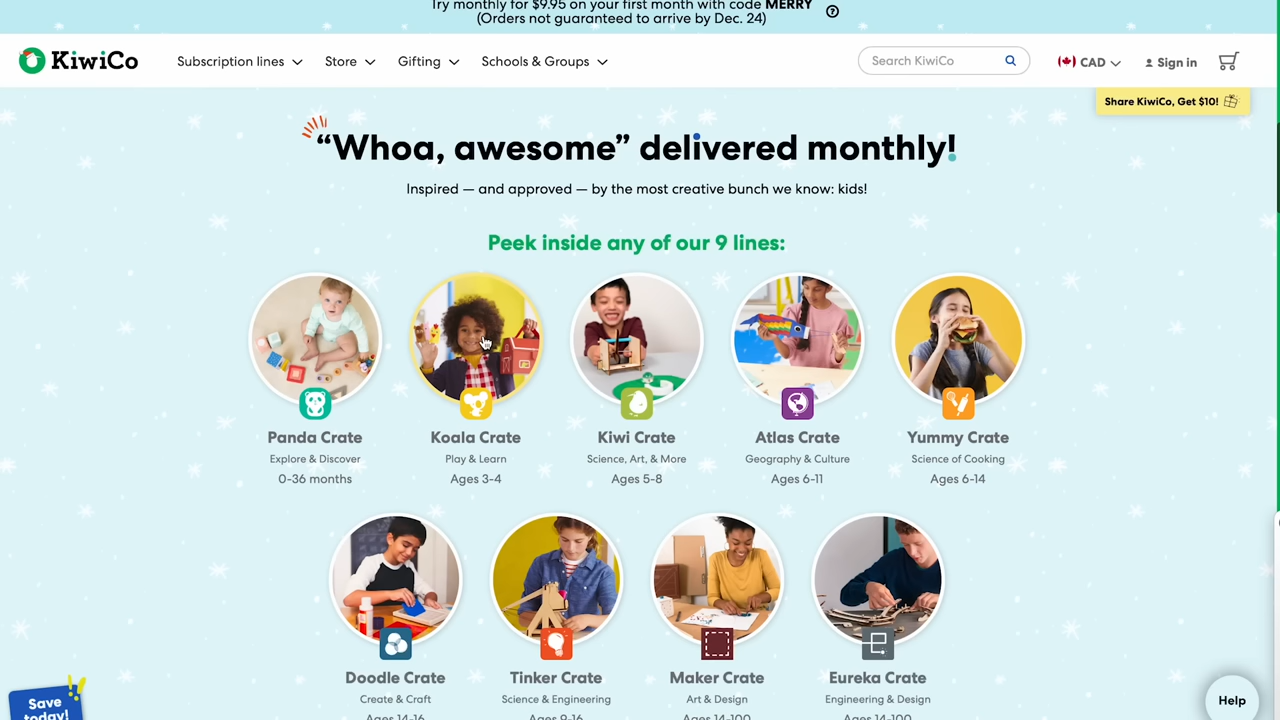 Try monthly for $9.95 on your first month with code MERRY
(Orders not guaranteed to arrive by Dec. 24)
?
KiwiCo
Subscription lines
Store
Gifting
Schools & Groups
Search KiwiCo
CAD
Sign in
Share KiwiCo, Get $10!
“Whoa, awesome” delivered monthly!
Inspired — and approved — by the most creative bunch we know: kids!
Peek inside any of our 9 lines:
Panda Crate
Explore & Discover
0-36 months
Koala Crate
Play & Learn
Ages 3-4
Kiwi Crate
Science, Art, & More
Ages 5-8
Atlas Crate
Geography & Culture
Ages 6-11
Yummy Crate
Science of Cooking
Ages 6-14
Doodle Crate
Create & Craft
Ages 14-16
Tinker Crate
Science & Engineering
Ages 9-16
Maker Crate
Art & Design
Ages 14-100
Eureka Crate
Engineering & Design
Ages 14-100
Save
today!
Help